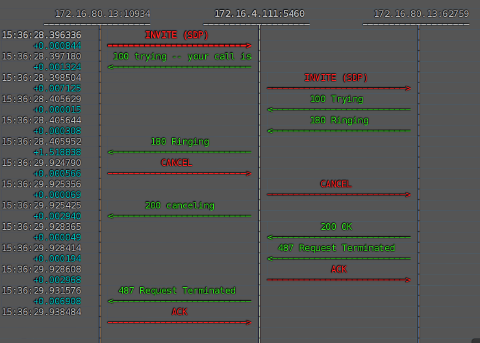 172.16.80.13:10934 172.16.4.111:5460 172.16.80.13:62759
15:36:28.396336 INVITE (SDP)
+0.000844
15:36:28.397180 100 trying -- your call is
+0.001324
15:36:28.398504 INVITE (SDP)
+0.007125
15:36:28.405629 100 Trying
+0.000015
15:36:28.405644 180 Ringing
+0.000308
15:36:28.405952 180 Ringing
+1.518838
15:36:29.924790 CANCEL
+0.000566
15:36:29.925356 CANCEL
+0.000069
15:36:29.925425 200 canceling
+0.002940
15:36:29.928365 200 OK
+0.000049
15:36:29.928414 487 Request Terminated
+0.000194
15:36:29.928608 ACK
+0.002968
15:36:29.931576 487 Request Terminated
+0.006908
15:36:29.938484 ACK